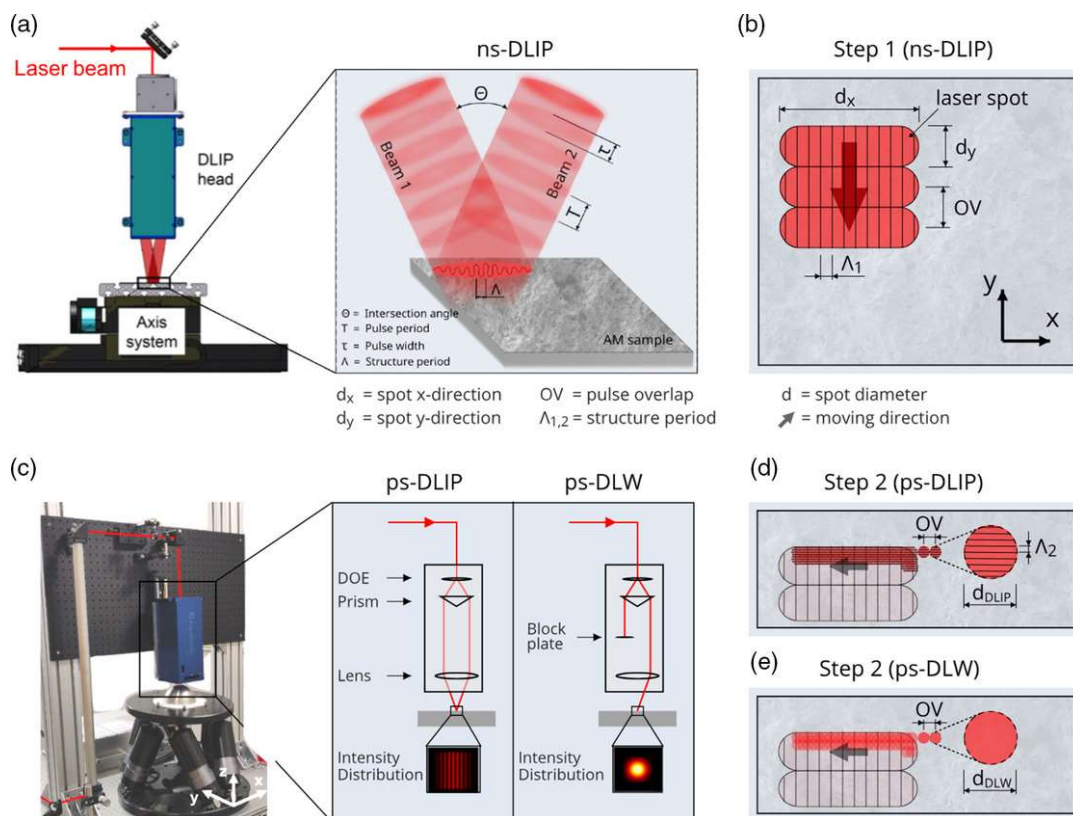 (a)
Laser beam
DLIP
head
Axis
system
ns-DLIP
Θ
Beam 1
Beam 2
τ
T
Λ
Θ = Intersection angle
T = Pulse period
τ = Pulse width
Λ = Structure period
AM sample
dx = spot x-direction
dy = spot y-direction
OV = pulse overlap
Λ1,2 = structure period
(b)
Step 1 (ns-DLIP)
dx
laser spot
dy
OV
Λ1
y
x
d = spot diameter
= moving direction
(c)
z
x
y
ps-DLIP
DOE
Prism
Lens
Intensity
Distribution
ps-DLW
Block
plate
Intensity
Distribution
(d)
Step 2 (ps-DLIP)
OV
Λ2
dDLIP
(e)
Step 2 (ps-DLW)
OV
dDLW